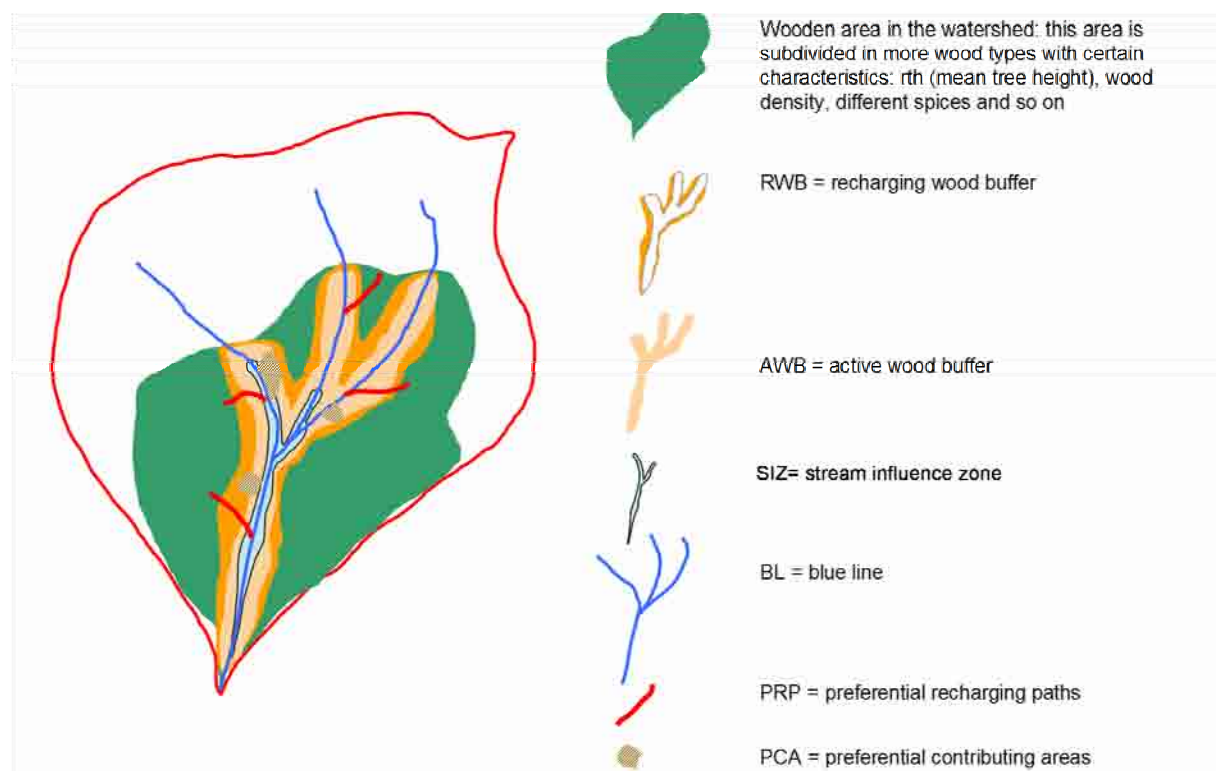 Wooden area in the watershed: this area is
subdivided in more wood types with certain
characteristics: rth (mean tree height), wood
density, different spices and so on
RWB = recharging wood buffer
AWB = active wood buffer
SIZ= stream influence zone
BL = blue line
PRP = preferential recharging paths
PCA = preferential contributing areas